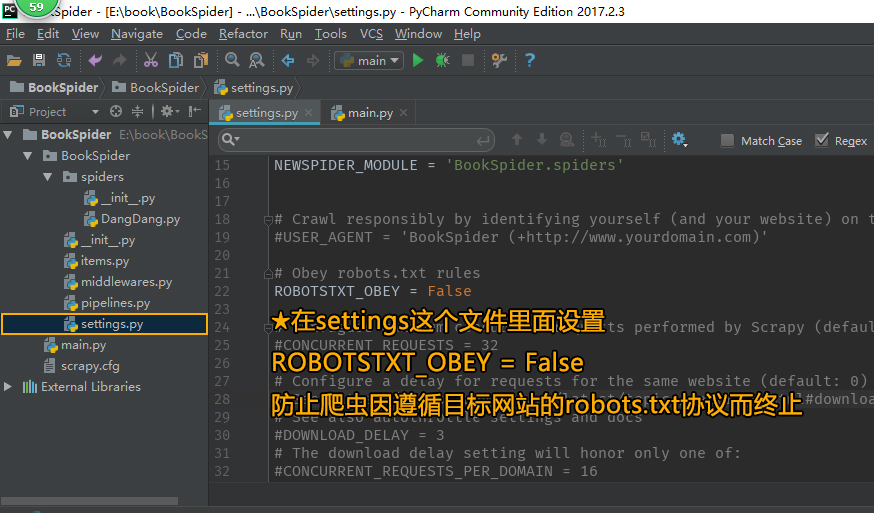 59
Spider - [E:\book\BookSpider] - ...\BookSpider\settings.py - PyCharm Community Edition 2017.2.3
File Edit View Navigate Code Refactor Run Tools VCS Window Help
main
BookSpider BookSpider settings.py
Project settings.py main.py
BookSpider E:\book\BookS
Match Case Regex
BookSpider
spiders
__init__.py
DangDang.py
__init__.py
items.py
middlewares.py
pipelines.py
settings.py
main.py
scrapy.cfg
External Libraries
15 NEWSPIDER_MODULE = 'BookSpider.spiders'
16
17
18 # Crawl responsibly by identifying yourself (and your website) on t
19 #USER_AGENT = 'BookSpider (+http://www.yourdomain.com)'
20
21 # Obey robots.txt rules
22 ROBOTSTXT_OBEY = False
23
★在settings这个文件里面设置
24 performed by Scrapy (defau
25 #CONCURRENT_REQUESTS = 32
ROBOTSTXT_OBEY = False
26
27 # Configure a delay for requests for the same website (default: 0)
防止爬虫因遵循目标网站的robots.txt协议而终止
28 #downloa
29 # See also autothrottle settings and docs
30 #DOWNLOAD_DELAY = 3
31 # The download delay setting will honor only one of:
32 #CONCURRENT_REQUESTS_PER_DOMAIN = 16